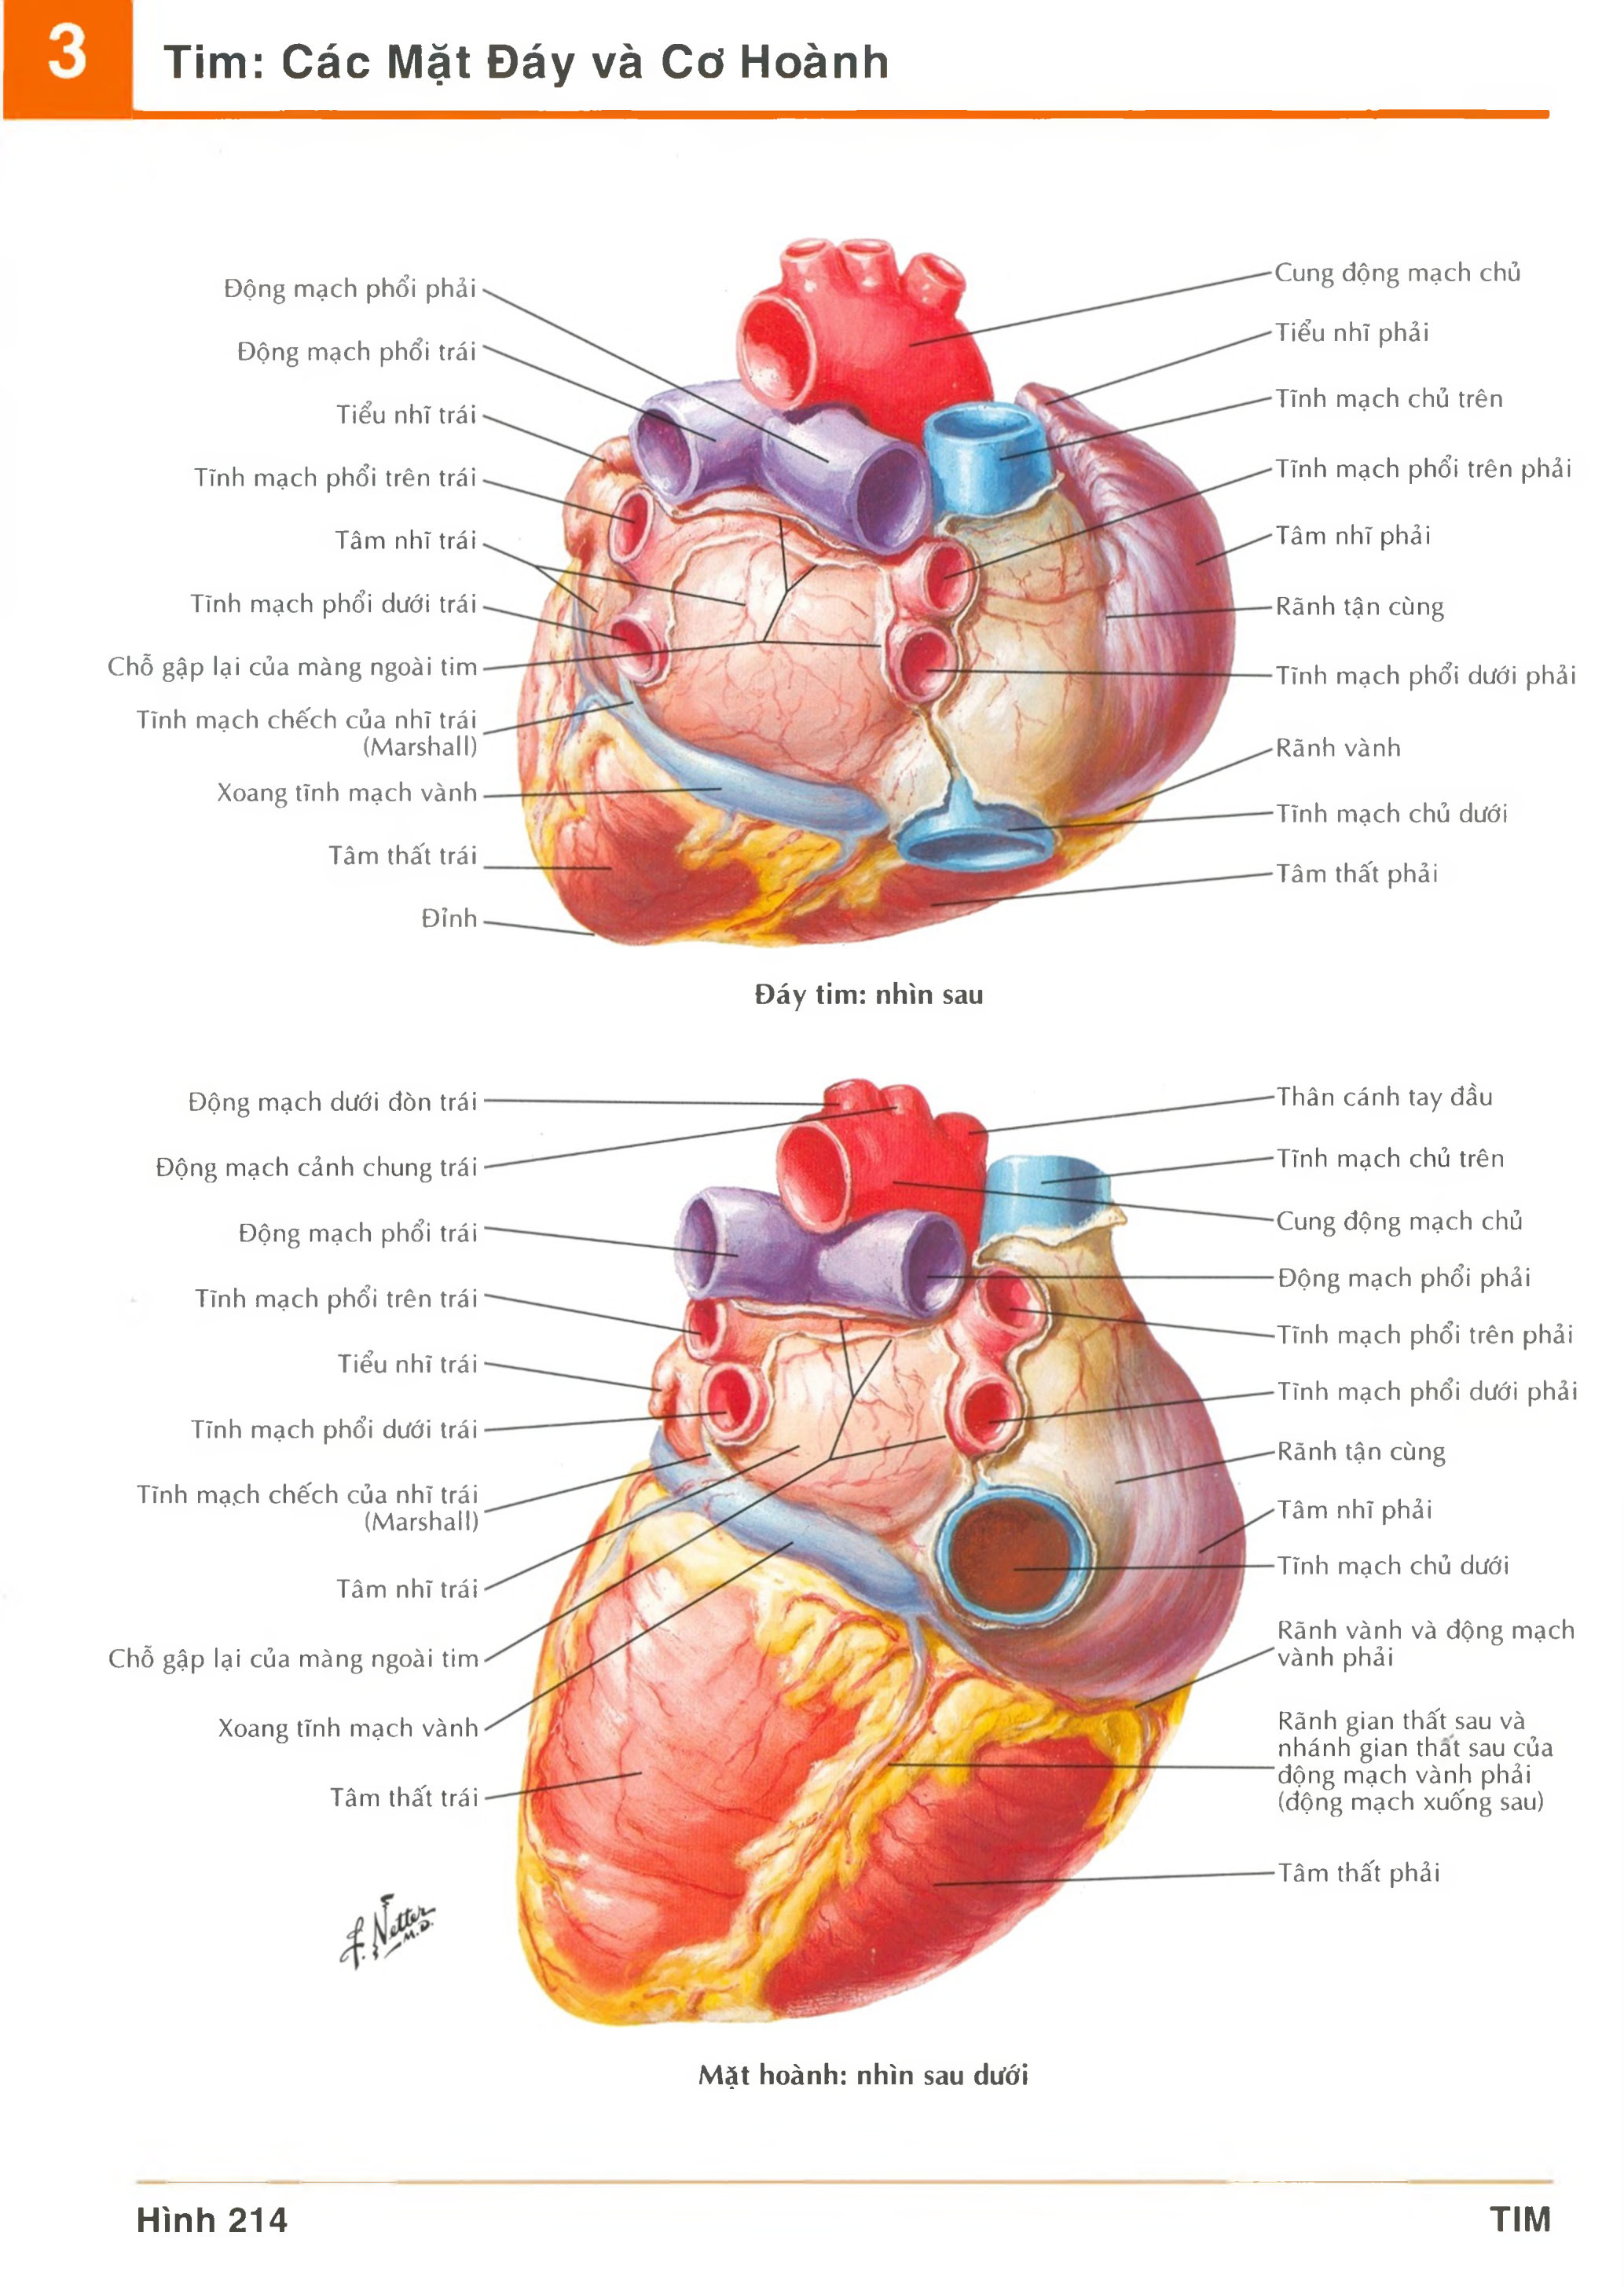 3
Tim: Các Mặt Đáy và Cơ Hoành
Động mạch phổi phải
Động mạch phổi trái
Tiểu nhĩ trái
Tĩnh mạch phổi trên trái
Tâm nhĩ trái
Tĩnh mạch phổi dưới trái
Chỗ gập lại của màng ngoài tim
Tĩnh mạch chếch của nhĩ trái
(Marshall)
Xoang tĩnh mạch vành
Tâm thất trái
Đỉnh
Cung động mạch chủ
Tiểu nhĩ phải
Tĩnh mạch chủ trên
Tĩnh mạch phổi trên phải
Tâm nhĩ phải
Rãnh tận cùng
Tĩnh mạch phổi dưới phải
Rãnh vành
Tĩnh mạch chủ dưới
Tâm thất phải
Đáy tim: nhìn sau
Động mạch dưới đòn trái
Động mạch cảnh chung trái
Động mạch phổi trái
Tĩnh mạch phổi trên trái
Tiểu nhĩ trái
Tĩnh mạch phổi dưới trái
Tĩnh mạch chếch của nhĩ trái
(Marshall)
Tâm nhĩ trái
Chỗ gập lại của màng ngoài tim
Xoang tĩnh mạch vành
Tâm thất trái
Thân cánh tay đầu
Tĩnh mạch chủ trên
Cung động mạch chủ
Động mạch phổi phải
Tĩnh mạch phổi trên phải
Tĩnh mạch phổi dưới phải
Rãnh tận cùng
Tâm nhĩ phải
Tĩnh mạch chủ dưới
Rãnh vành và động mạch
vành phải
Rãnh gian thất sau và
nhánh gian thất sau của
động mạch vành phải
(động mạch xuống sau)
Tâm thất phải
F. Netter
M.D.
Mặt hoành: nhìn sau dưới
Hình 214
TIM